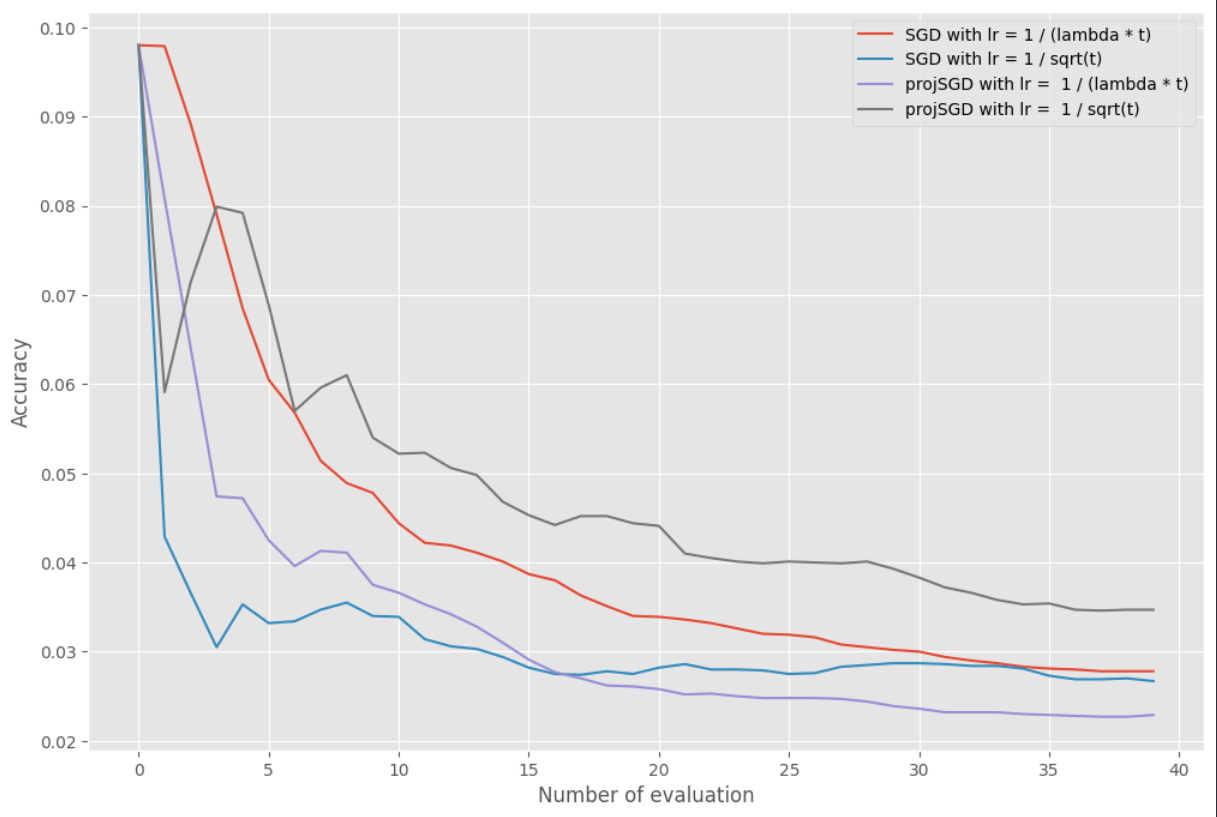 0.10
0.09
0.08
0.07
0.06
0.05
0.04
0.03
0.02
Accuracy
SGD with lr = 1 / (lambda * t)
SGD with lr = 1 / sqrt(t)
projSGD with lr =  1 / (lambda * t)
projSGD with lr =  1 / sqrt(t)
0 5 10 15 20 25 30 35 40
Number of evaluation